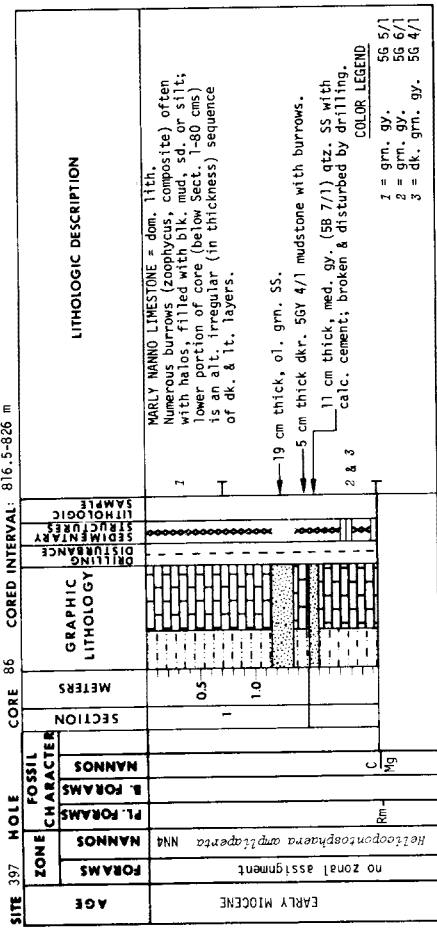 SITE 397 HOLE CORE 86 CORED INTERVAL: 816.5-826 m
AGE
ZONE
FORAMS
NANNOS
FOSSIL CHARACTER
PL. FORAMS
B. FORAMS
NANNOS
SECTION
METERS
GRAPHIC LITHOLOGY
DRILLING DISTURBANCE
SEDIMENTARY STRUCTURES
LITHOLOGIC SAMPLE
LITHOLOGIC DESCRIPTION
EARLY MIOCENE
no zonal assignment
Helicopontosphaera ampliaperta NN4
Rm
C
Mg
1
0.5
1.0
1
2 & 3
MARLY NANNO LIMESTONE = dom. lith.
Numerous burrows (zoophycus, composite) often
with halos, filled with blk. mud, sd. or silt;
lower portion of core (below Sect. 1-80 cms)
is an alt. irregular (in thickness) sequence
of dk. & lt. layers.
19 cm thick, ol. grn. SS.
5 cm thick dkr. 5GY 4/1 mudstone with burrows.
11 cm thick, med. gy. (5B 7/1) qtz. SS with
calc. cement; broken & disturbed by drilling.
COLOR LEGEND
1 = grn. gy. 5G 5/1
2 = grn. gy. 5G 6/1
3 = dk. grn. gy. 5G 4/1